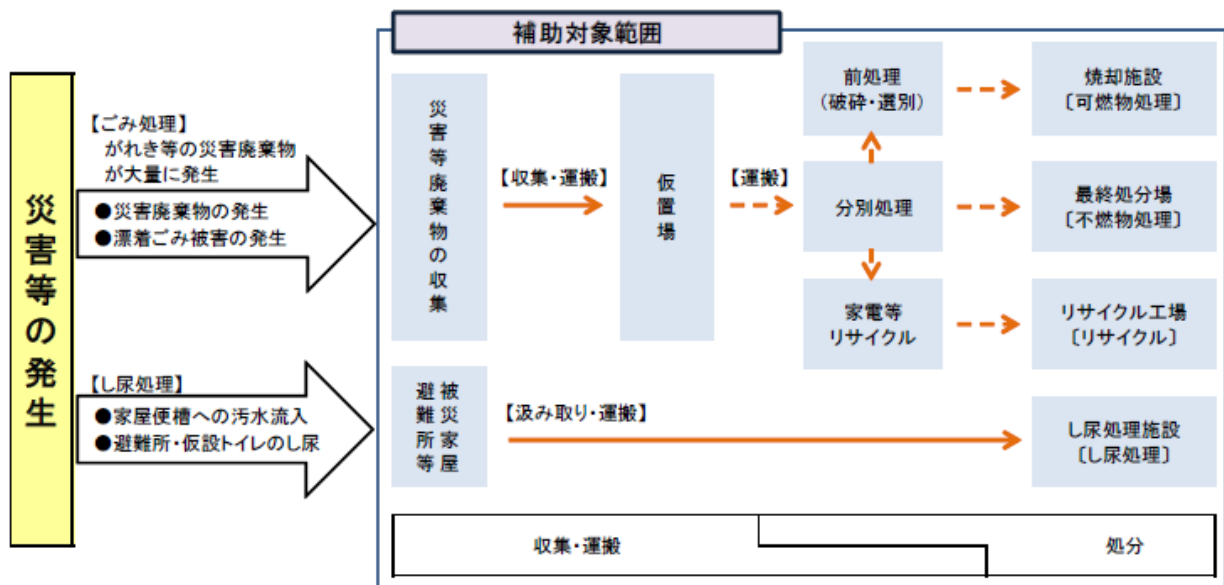 補助対象範囲
災害等の発生
【ごみ処理】
がれき等の災害廃棄物
が大量に発生
●災害廃棄物の発生
●漂着ごみ被害の発生
災害等廃棄物の収集
【収集・運搬】
仮置場
【運搬】
前処理
(破砕・選別)
分別処理
家電等
リサイクル
焼却施設
〔可燃物処理〕
最終処分場
〔不燃物処理〕
リサイクル工場
〔リサイクル〕
【し尿処理】
●家屋便槽への汚水流入
●避難所・仮設トイレのし尿
被災家屋
避難所等
【汲み取り・運搬】
し尿処理施設
〔し尿処理〕
収集・運搬
処分